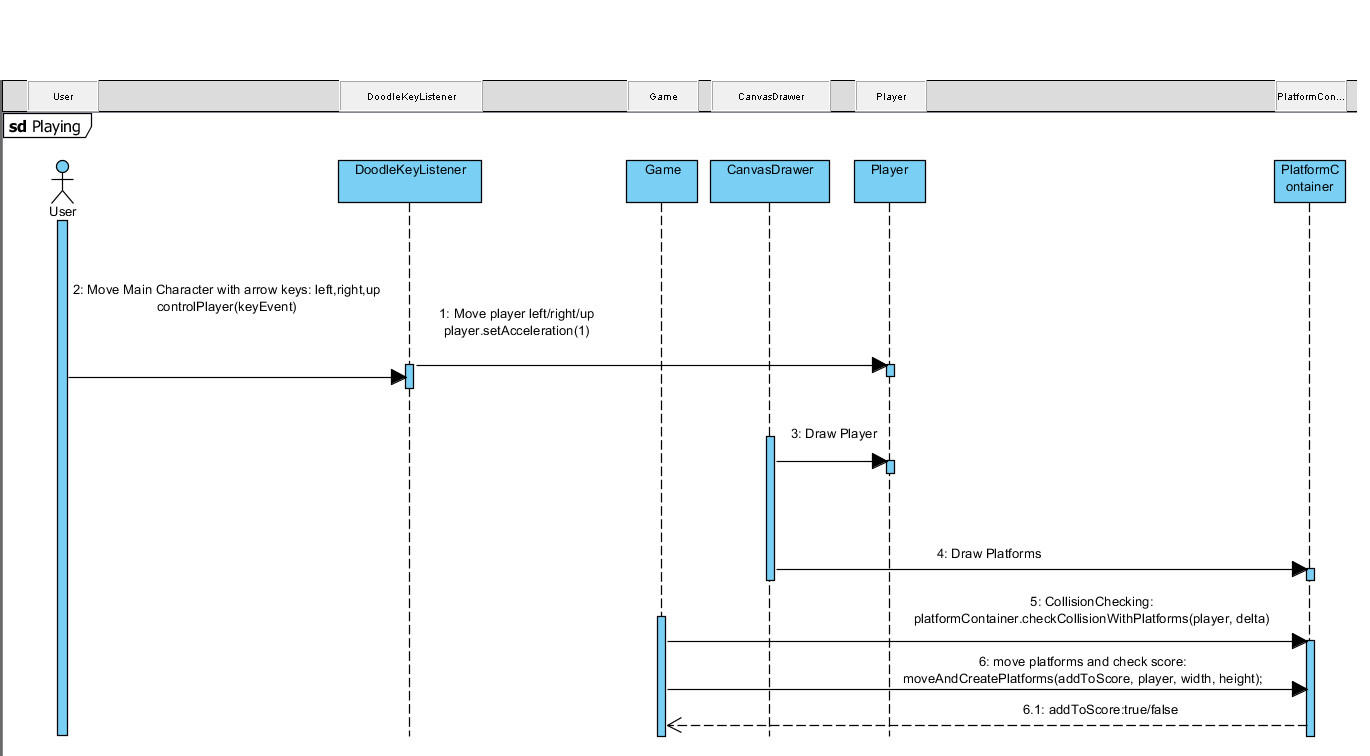 User
DoodleKeyListener
Game
CanvasDrawer
Player
PlatformCon...
sd Playing
DoodleKeyListener
Game
CanvasDrawer
Player
PlatformC
ontainer
User
2: Move Main Character with arrow keys: left,right,up
controlPlayer(keyEvent)
1: Move player left/right/up
player.setAcceleration(1)
3: Draw Player
4: Draw Platforms
5: CollisionChecking:
platformContainer.checkCollisionWithPlatforms(player, delta)
6: move platforms and check score:
moveAndCreatePlatforms(addToScore, player, width, height);
6.1: addToScore:true/false